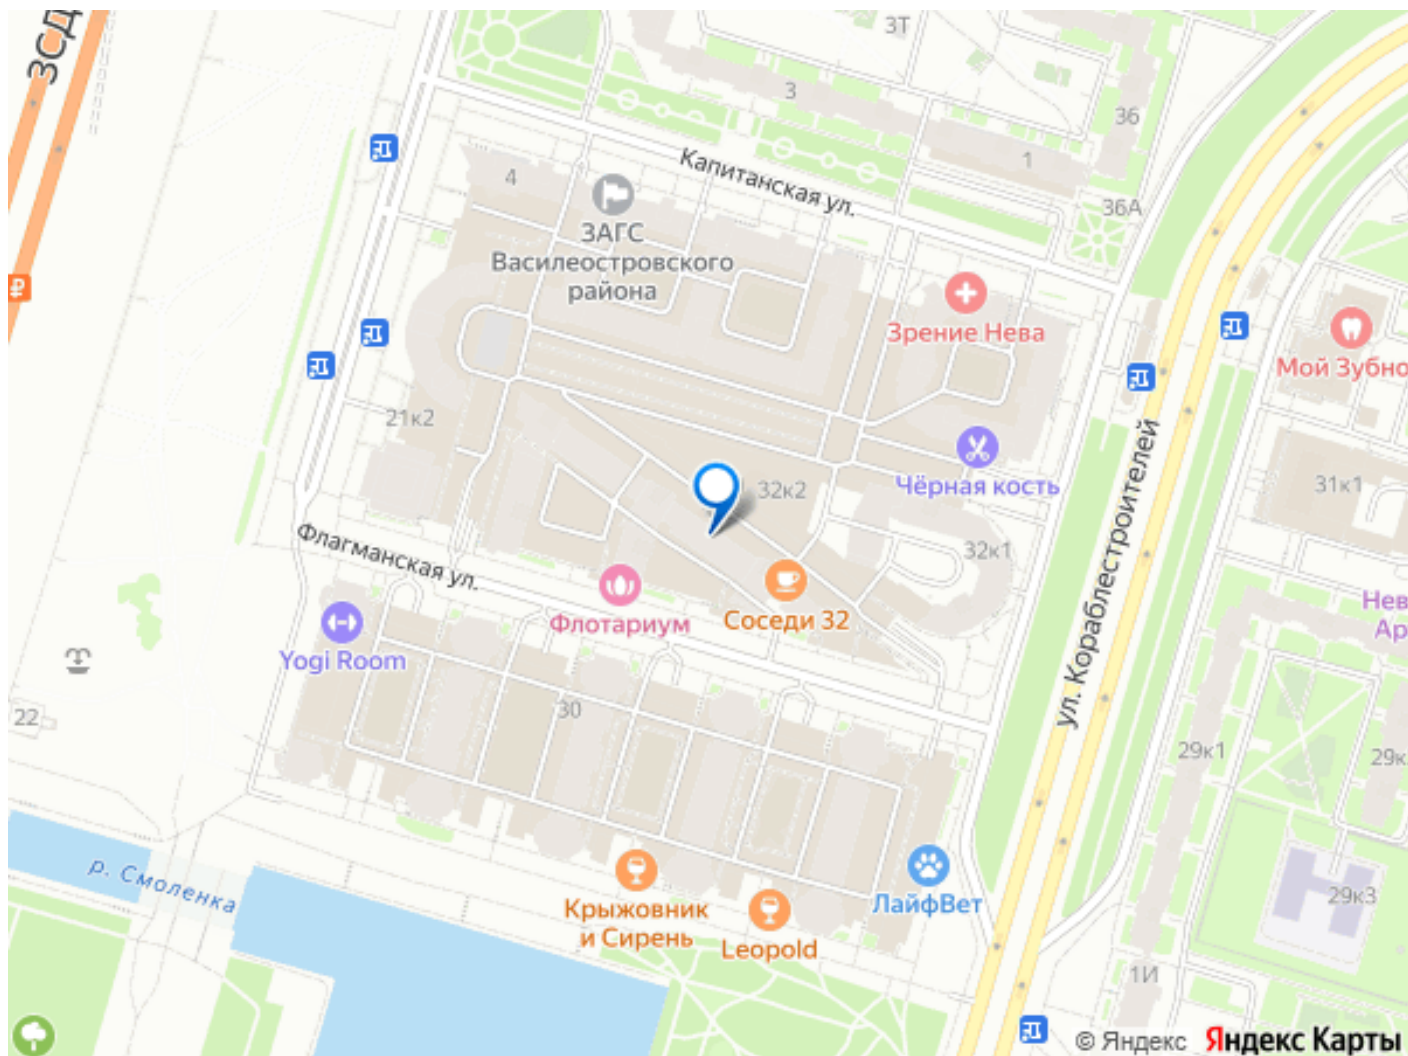 ЗСД
3Т
3
36
Капитанская ул.
1
4
36А
ЗАГС
Василеостровского
района
Зрение Нева
Мой Зубно
21к2
Чёрная кость
32к2
31к1
ул. Кораблестроителей
32к1
Флагманская ул.
Флотариум
Соседи 32
Нев
Ар
Yogi Room
30
22
29к1
29к
р. Смоленка
ЛайфВет
29к3
Крыжовник
и Сирень
Leopold
1И
© Яндекс Яндекс Карты